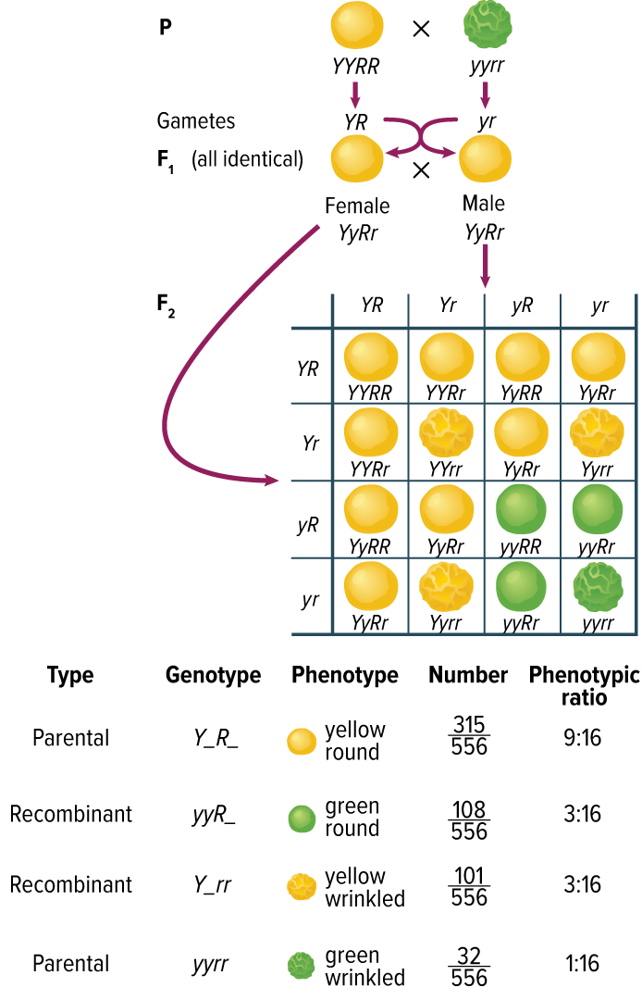 P ×
YYRR yyrr
Gametes YR yr
F1 (all identical) ×
Female Male
YyRr YyRr
F2 YR Yr yR yr
YR
YYRR YYRr YyRR YyRr
Yr
YYRr YYrr YyRr Yyrr
yR
YyRR YyRr yyRR yyRr
yr
YyRr Yyrr yyRr yyrr
Type Genotype Phenotype Number Phenotypic
ratio
Parental Y_R_ yellow
round 315/556 9:16
Recombinant yyR_ green
round 108/556 3:16
Recombinant Y_rr yellow
wrinkled 101/556 3:16
Parental yyrr green
wrinkled 32/556 1:16